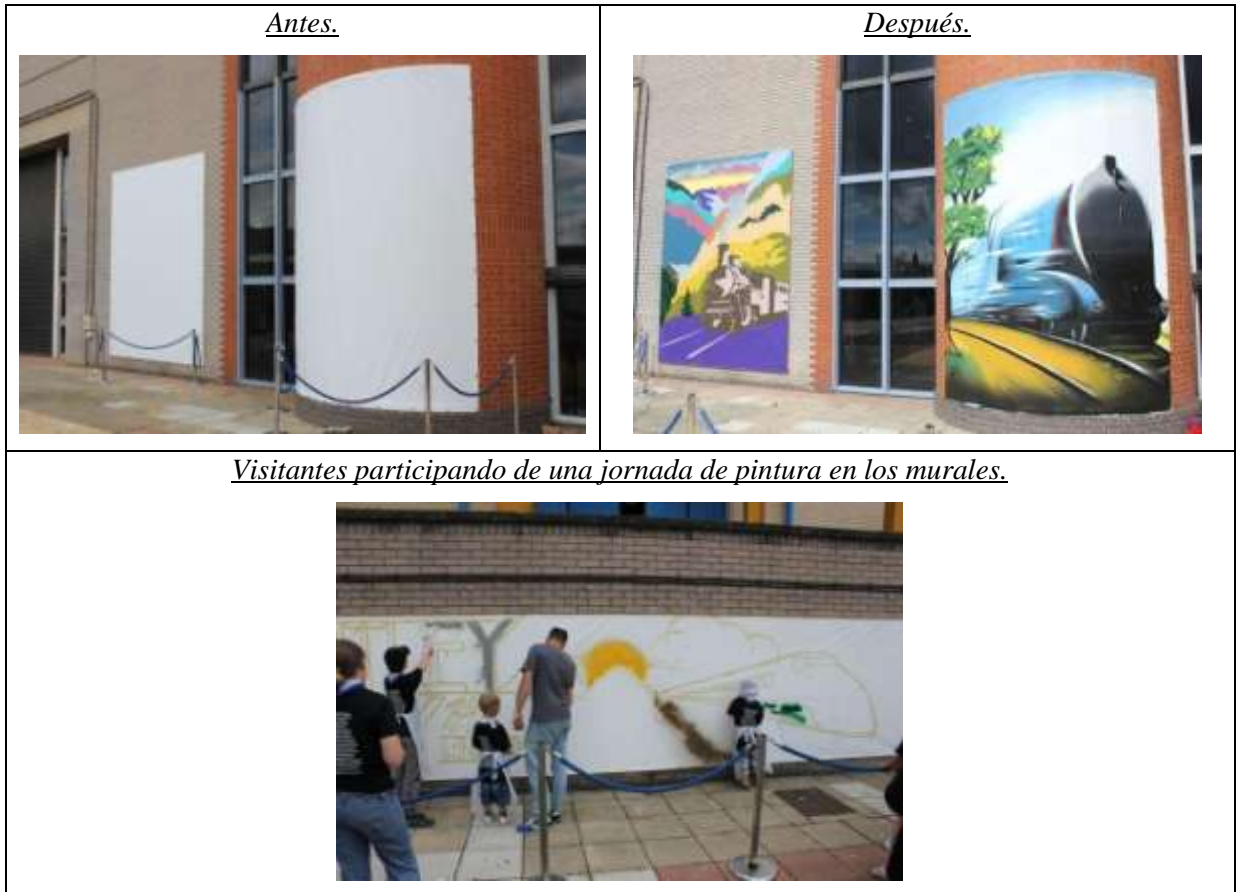 Antes.
Después.
Visitantes participando de una jornada de pintura en los murales.